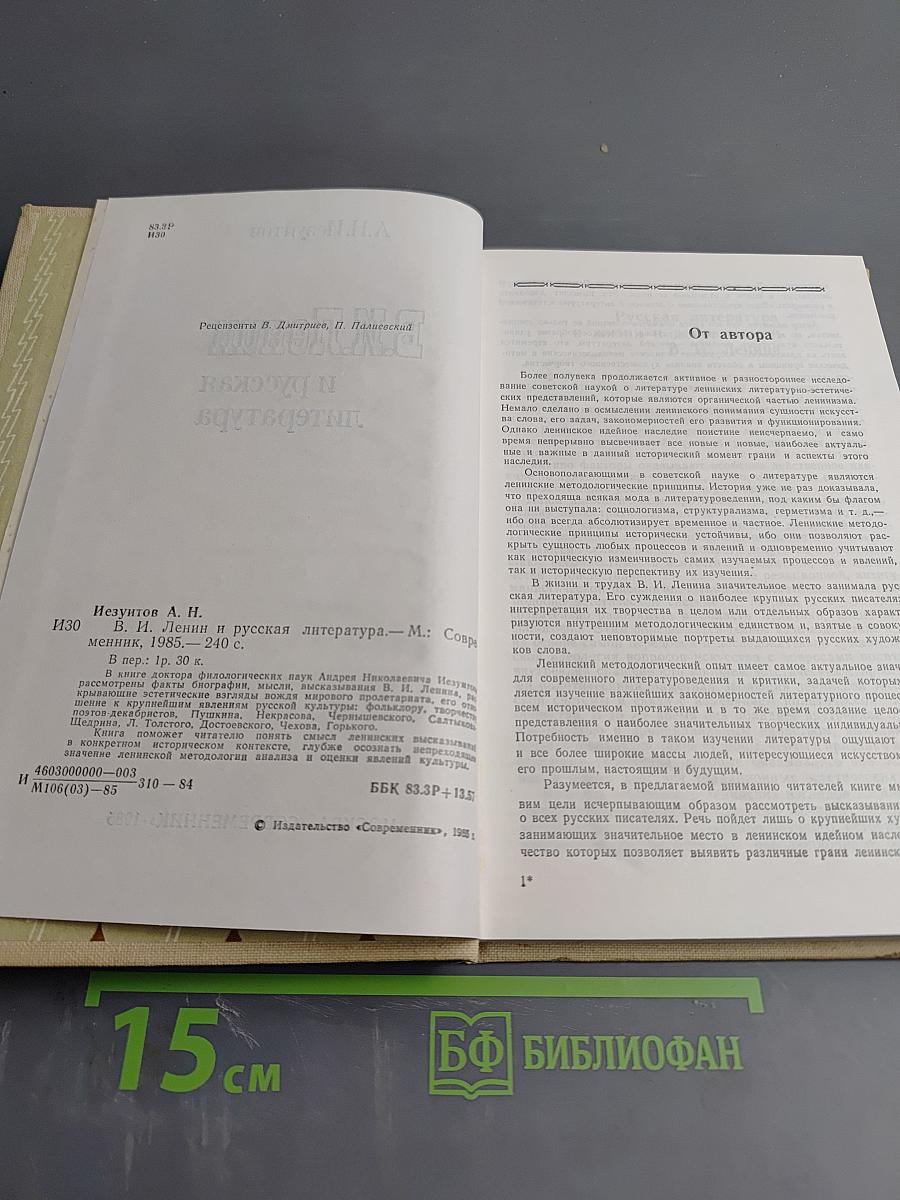 83.3Р
И30
Рецензенты В. Дмитриев, П. Палиевский
Иезуитов А. Н.
И30 В. И. Ленин и русская литература.— М.: Совре
менник, 1985.— 240 с.
В пер.: 1р. 30 к.
В книге доктора филологических наук Андрея Николаевича Иезуитова
рассмотрены факты биографии, мысли, высказывания В. И. Ленина, рас
крывающие эстетические взгляды вождя мирового пролетариата, его отно
шение к крупнейшим явлениям русской культуры: фольклору, творчеству
поэтов-декабристов, Пушкина, Некрасова, Чернышевского, Салтыкова-
Щедрина, Л. Толстого, Достоевского, Чехова, Горького.
Книга поможет читателю понять смысл ленинских высказываний
в конкретном историческом контексте, глубже осознать непреходящее
значение ленинской методологии анализа и оценки явлений культуры.
И 4603000000—003
М106(03)—85 310 — 84
ББК 83.3Р+13.57
© Издательство «Современник», 1985 г.
От автора
Более полувека продолжается активное и разностороннее исследо-
вание советской наукой о литературе ленинских литературно-эстетиче-
ских представлений, которые являются органической частью ленинизма.
Немало сделано в осмыслении ленинского понимания сущности искусст-
ва слова, его задач, закономерностей его развития и функционирования.
Однако ленинское идейное наследие поистине неисчерпаемо, и само
время непрерывно высвечивает все новые и новые, наиболее актуаль-
ные и важные в данный исторический момент грани и аспекты этого
наследия.
Основополагающими в советской науке о литературе являются
ленинские методологические принципы. История уже не раз доказывала,
что преходяща всякая мода в литературоведении, под каким бы флагом
она ни выступала: социологизма, структурализма, герметизма и т. д.,—
ибо она всегда абсолютизирует временное и частное. Ленинские методо-
логические принципы исторически устойчивы, ибо они позволяют рас-
крыть сущность любых процессов и явлений и одновременно учитывают
как историческую изменчивость самих изучаемых процессов и явлений,
так и историческую перспективу их изучения.
В жизни и трудах В. И. Ленина значительное место занимала рус
ская литература. Его суждения о наиболее крупных русских писателях
интерпретация их творчества в целом или отдельных образов характ
ризуются внутренним методологическим единством и, взятые в совоку
ности, создают неповторимые портреты выдающихся русских худож
ков слова.
Ленинский методологический опыт имеет самое актуальное знач
для современного литературоведения и критики, задачей которых
ляется изучение важнейших закономерностей литературного процес
всем историческом протяжении и в то же время создание цело
представления о наиболее значительных творческих индивидуаль
Потребность именно в таком изучении литературы ощущают
и все более широкие массы людей, интересующиеся искусством
его прошлым, настоящим и будущим.
Разумеется, в предлагаемой вниманию читателей книге мы
вим цели исчерпывающим образом рассмотреть высказывани
о всех русских писателях. Речь пойдет лишь о крупнейших ху
занимающих значительное место в ленинском идейном насле
чество которых позволяет выявить различные грани ленинск
1*
15 см
БФ БИБЛИОФАН